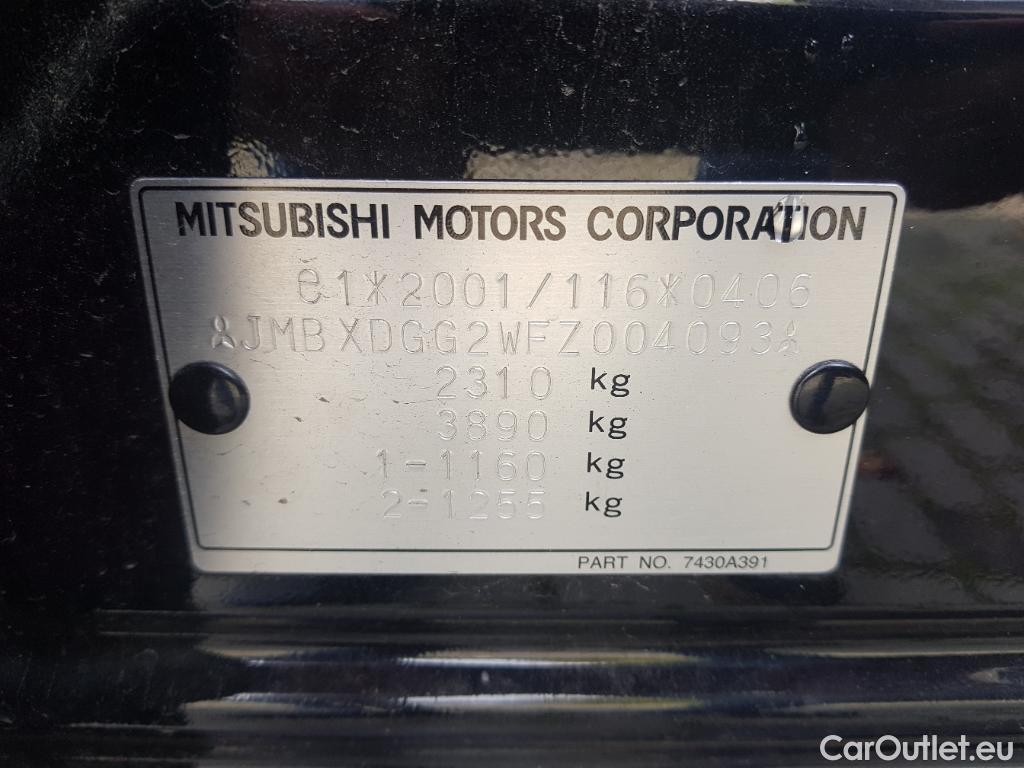 MITSUBISHI MOTORS CORPORATION
e1*2001/116*0406
JMBXDGG2WFZ004093
2310 kg
3890 kg
1-1160 kg
2-1255 kg
PART NO. 7430A391
CarOutlet.eu